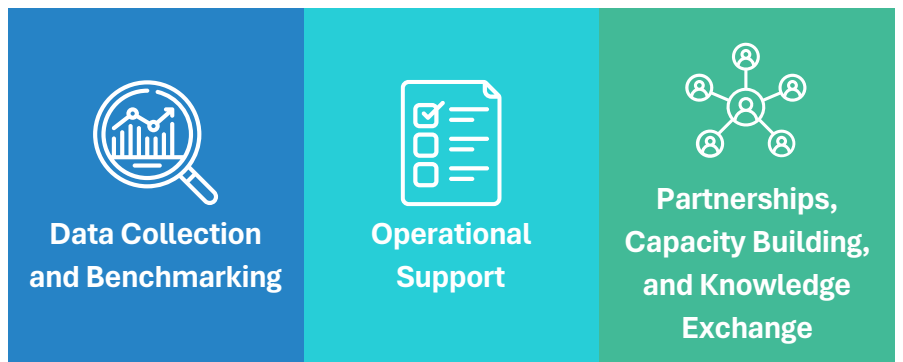 Data Collection
and Benchmarking
Operational
Support
Partnerships,
Capacity Building,
and Knowledge
Exchange